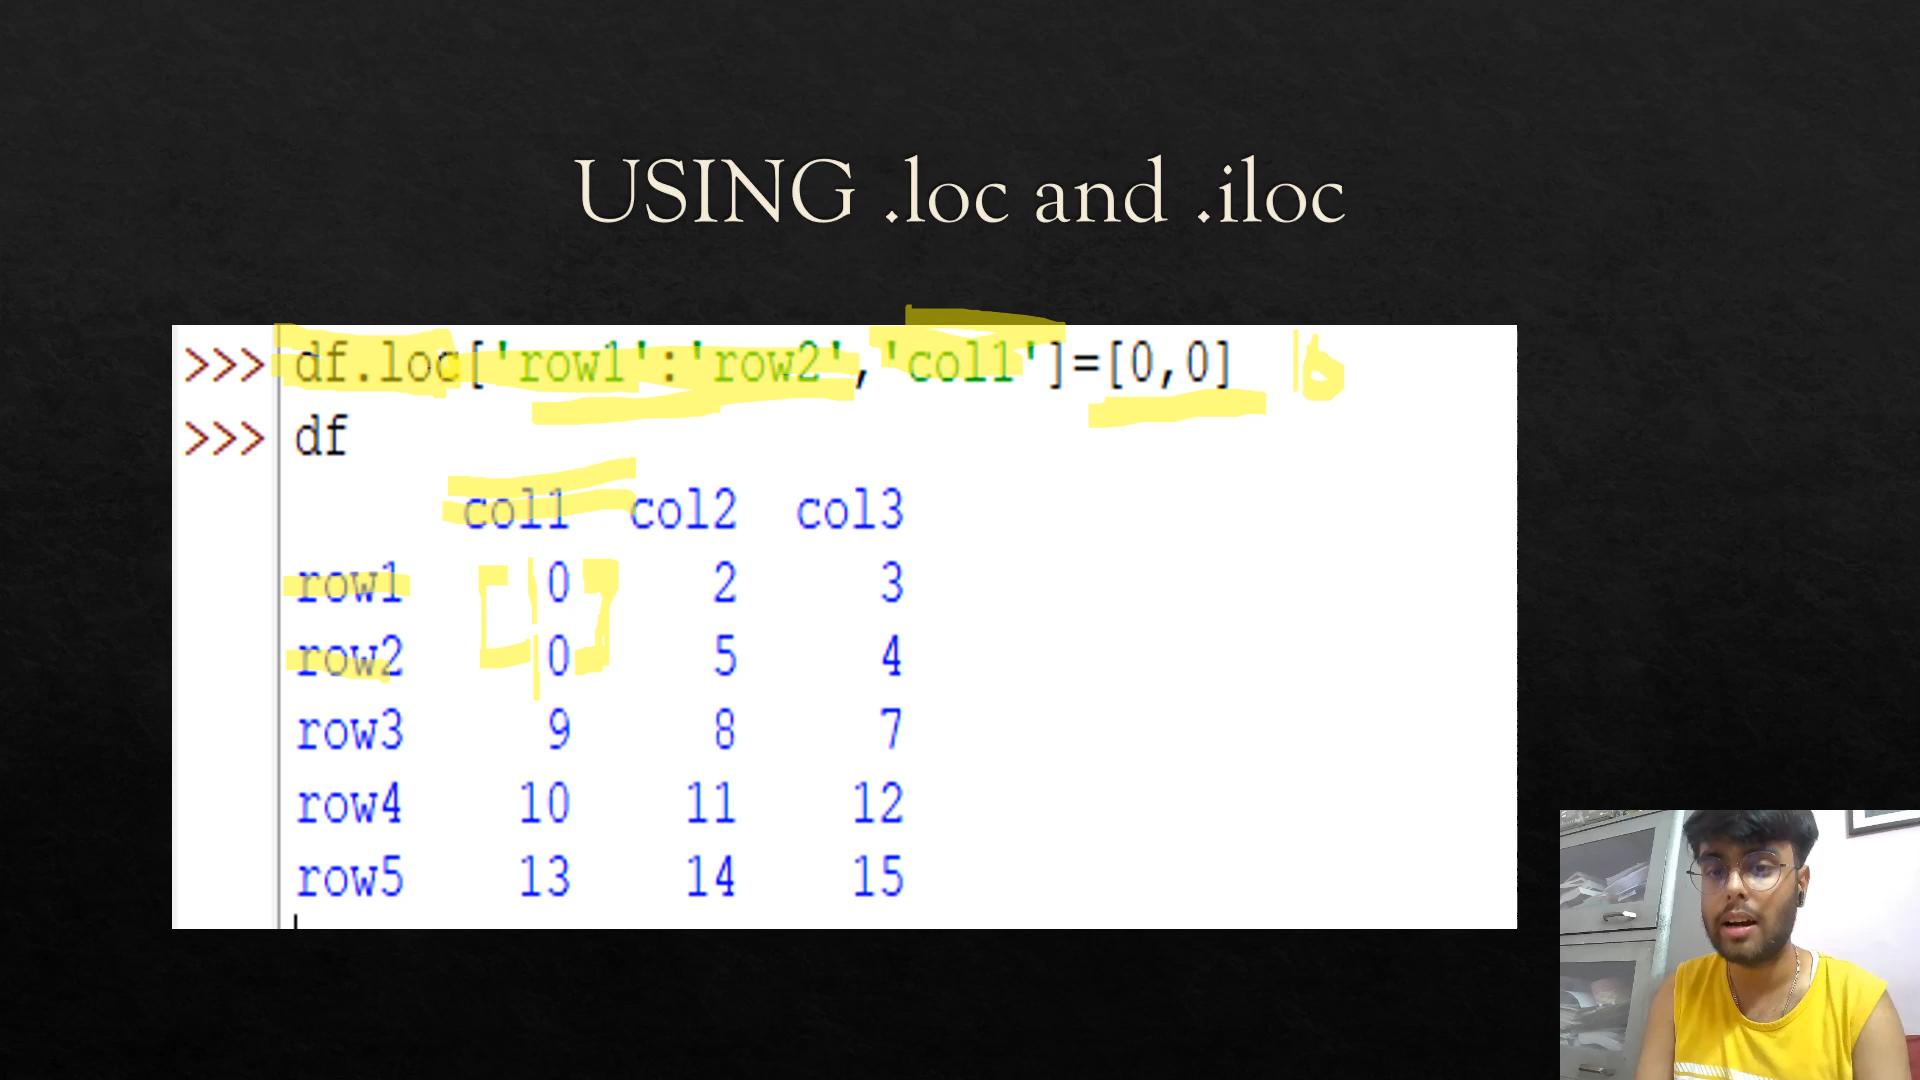 USING .loc and .iloc
>>> df.loc['row1':'row2', 'col1']=[0,0]
>>> df
col1 col2 col3
row1 0 2 3
row2 0 5 4
row3 9 8 7
row4 10 11 12
row5 13 14 15